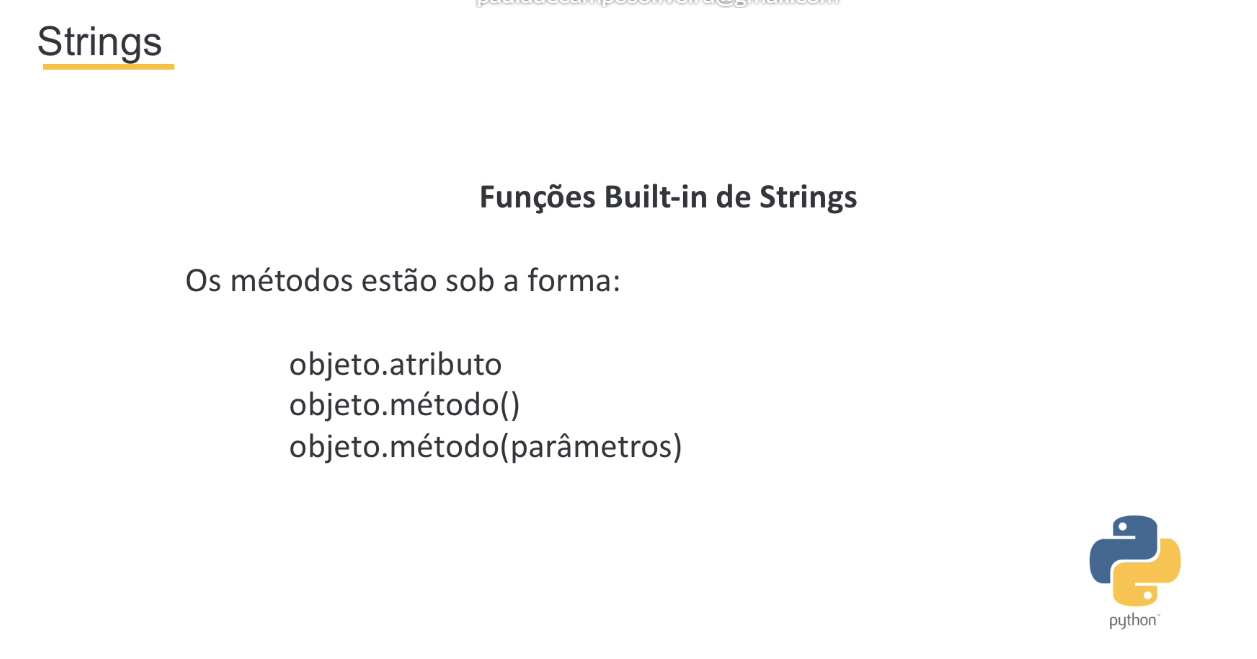 Strings
Funções Built-in de Strings
Os métodos estão sob a forma:
objeto.atributo
objeto.método()
objeto.método(parâmetros)
python